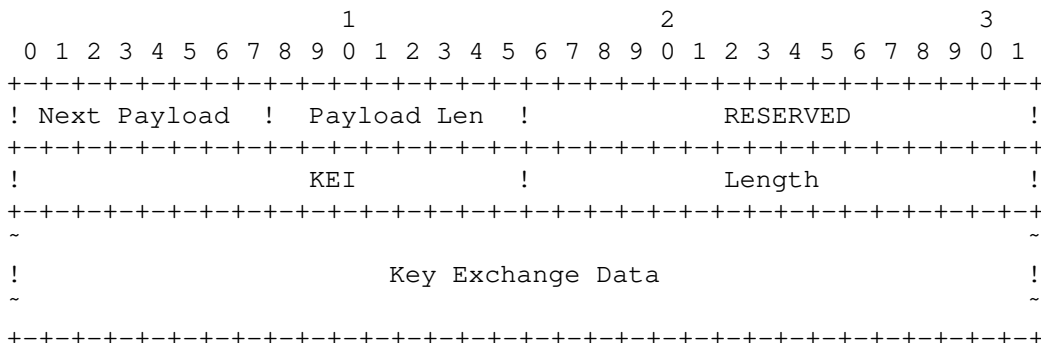 1                   2                   3
 0 1 2 3 4 5 6 7 8 9 0 1 2 3 4 5 6 7 8 9 0 1 2 3 4 5 6 7 8 9 0 1
+-+-+-+-+-+-+-+-+-+-+-+-+-+-+-+-+-+-+-+-+-+-+-+-+-+-+-+-+-+-+-+-+
! Next Payload  !  Payload Len  !            RESERVED           !
+-+-+-+-+-+-+-+-+-+-+-+-+-+-+-+-+-+-+-+-+-+-+-+-+-+-+-+-+-+-+-+-+
!                  KEI          !            Length             !
+-+-+-+-+-+-+-+-+-+-+-+-+-+-+-+-+-+-+-+-+-+-+-+-+-+-+-+-+-+-+-+-+
~                                                               ~
!                       Key Exchange Data                       !
~                                                               ~
+-+-+-+-+-+-+-+-+-+-+-+-+-+-+-+-+-+-+-+-+-+-+-+-+-+-+-+-+-+-+-+-+